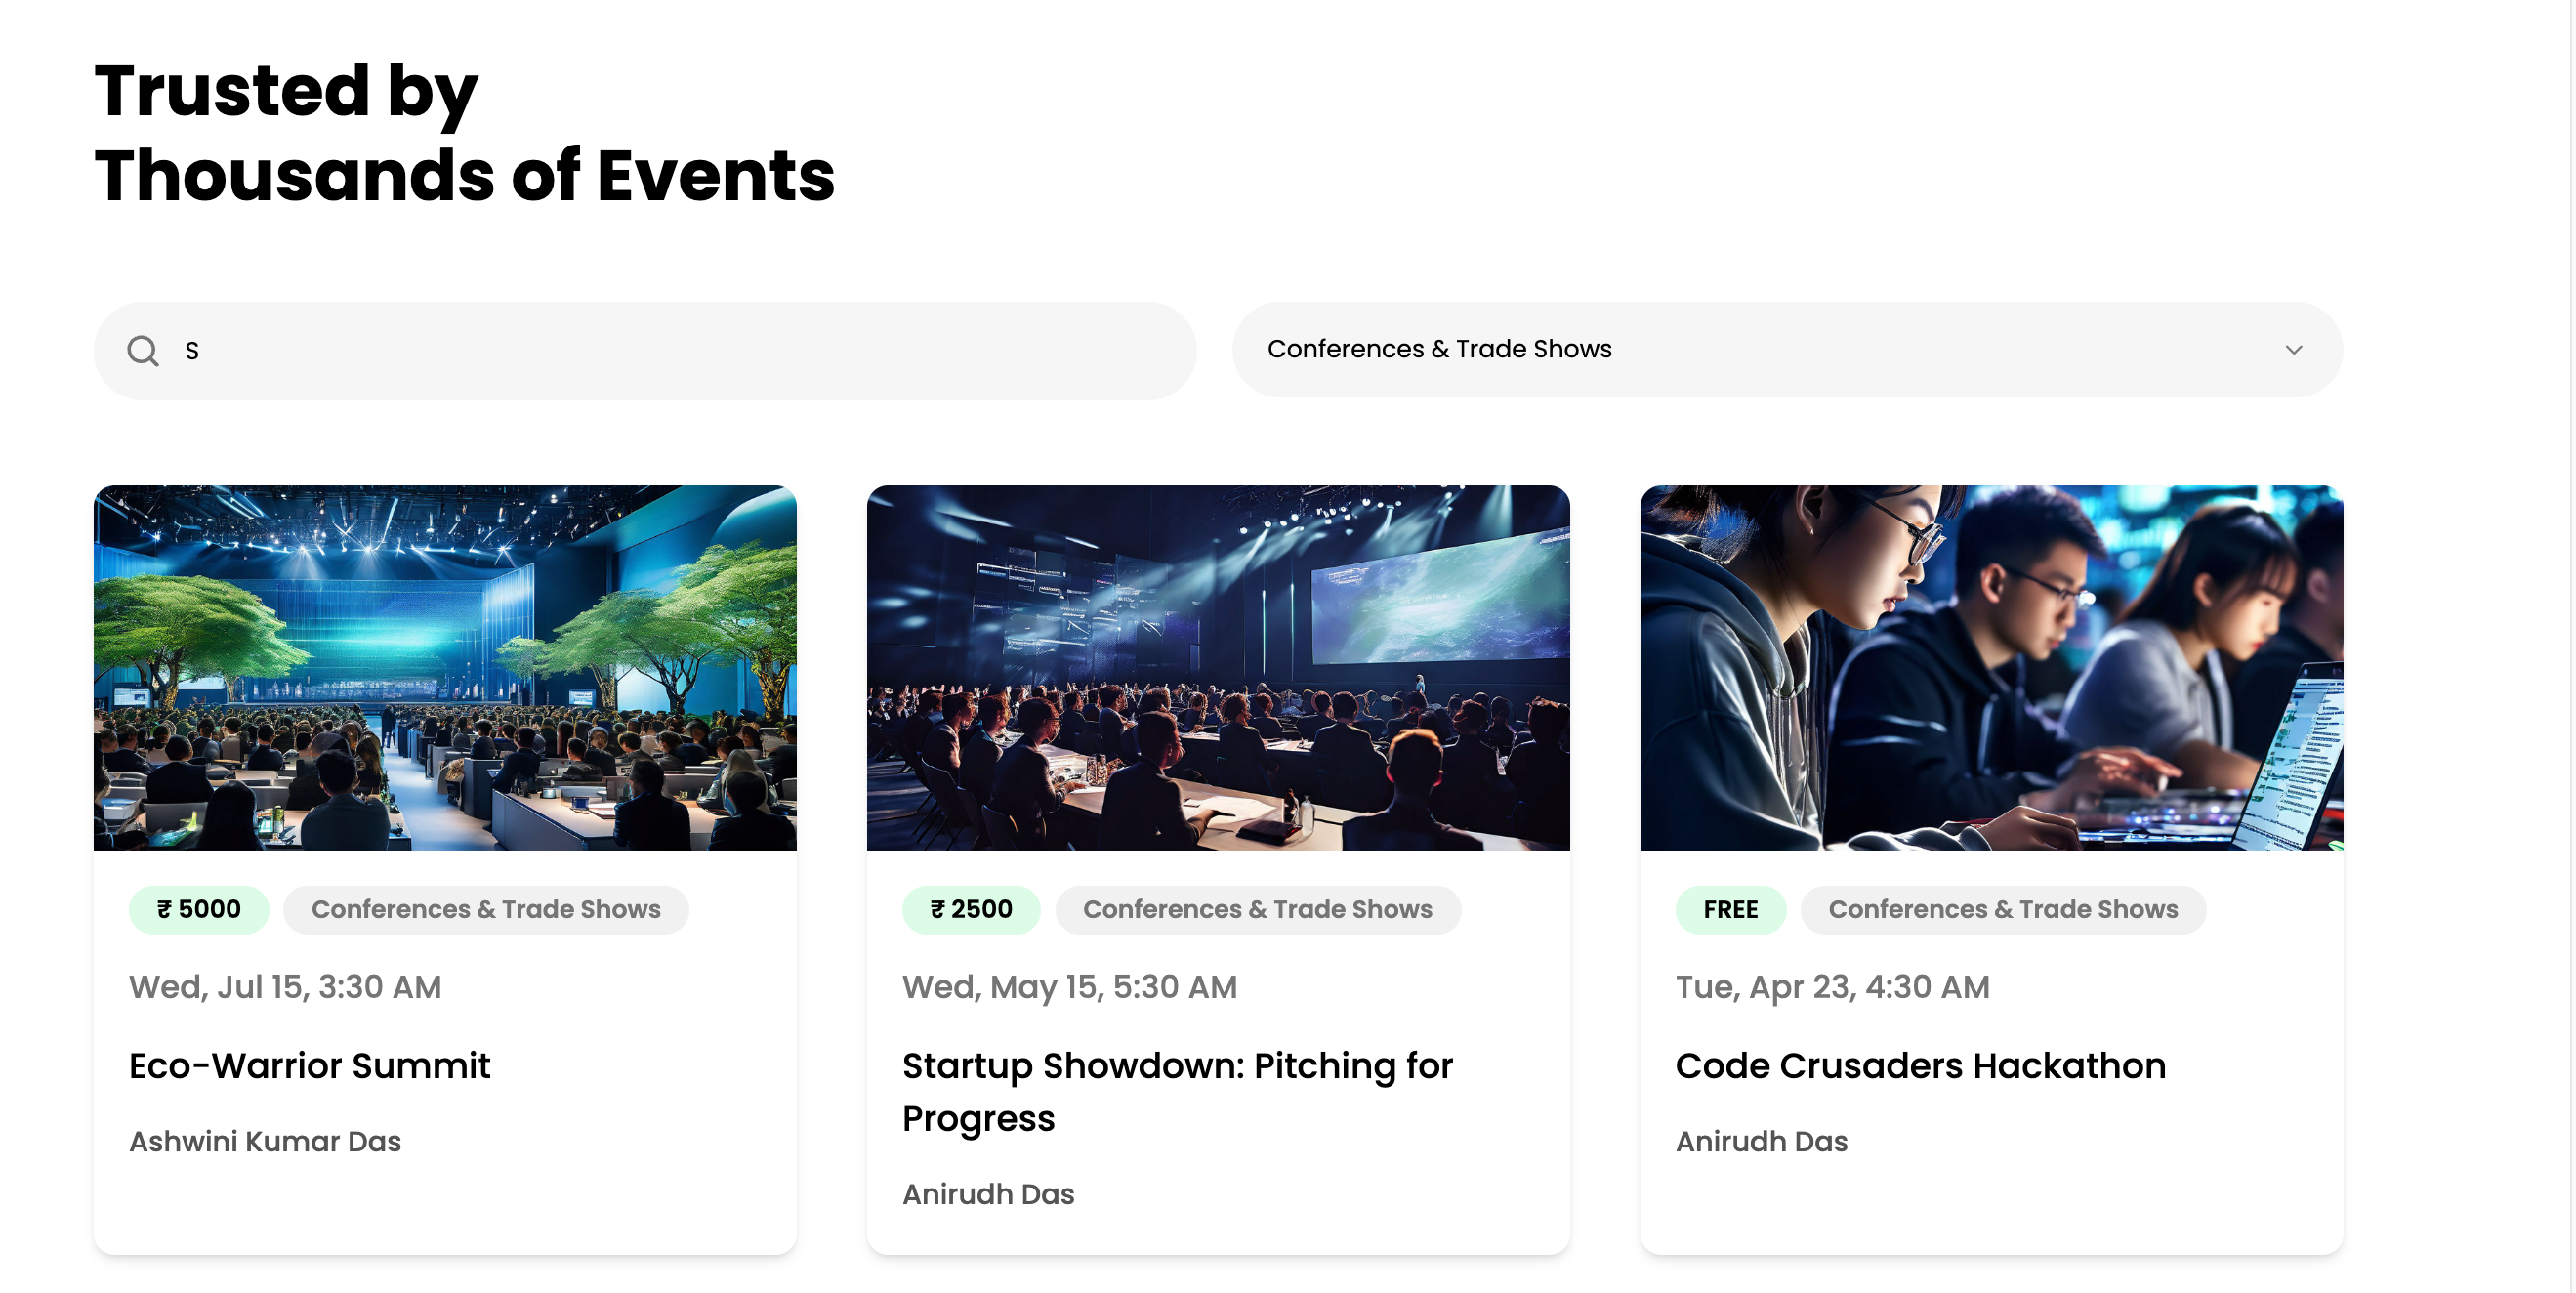 Trusted by
Thousands of Events
S
Conferences & Trade Shows
₹ 5000
Conferences & Trade Shows
Wed, Jul 15, 3:30 AM
Eco-Warrior Summit
Ashwini Kumar Das
₹ 2500
Conferences & Trade Shows
Wed, May 15, 5:30 AM
Startup Showdown: Pitching for
Progress
Anirudh Das
FREE
Conferences & Trade Shows
Tue, Apr 23, 4:30 AM
Code Crusaders Hackathon
Anirudh Das